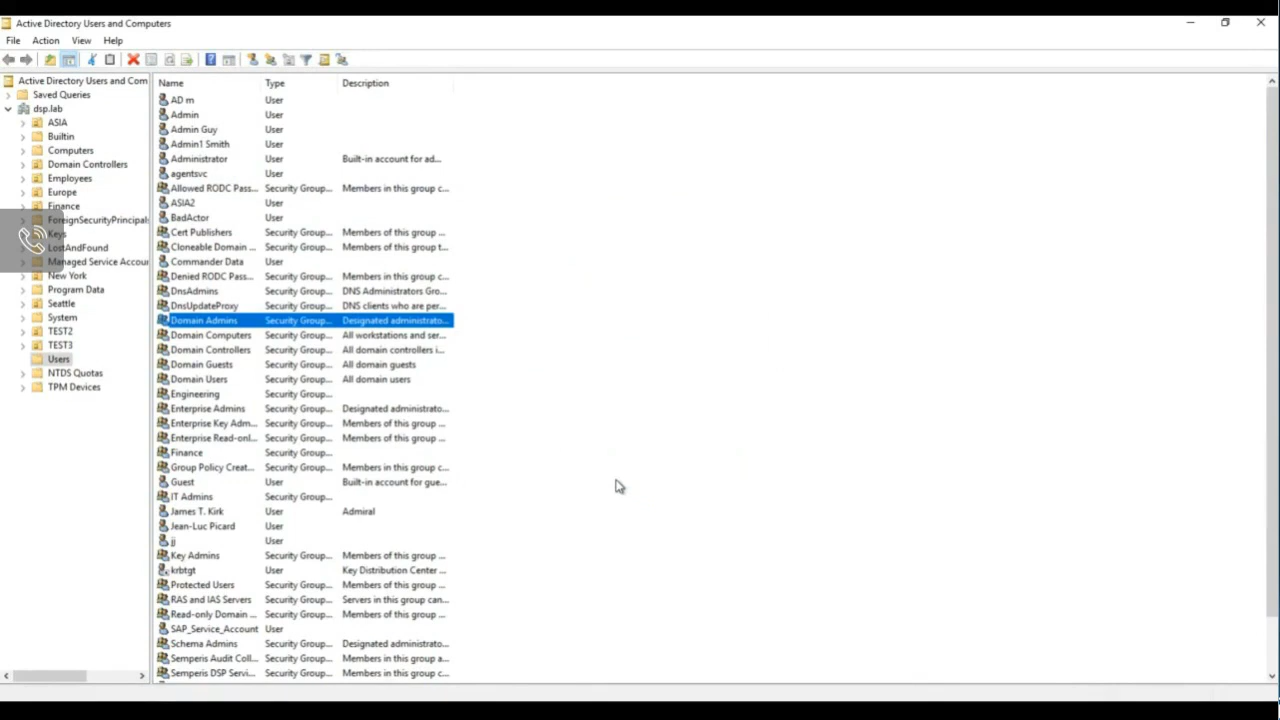 Active Directory Users and Computers
File Action View Help
Active Directory Users and Com
Saved Queries
dsp.lab
ASIA
Builtin
Computers
Domain Controllers
Employees
Europe
Finance
ForeignSecurityPrincipals
Keys
LostAndFound
Managed Service Accour
New York
Program Data
Seattle
System
TEST2
TEST3
Users
NTDS Quotas
TPM Devices
Name Type Description
AD m User
Admin User
Admin Guy User
Admin1 Smith User
Administrator User Built-in account for ad...
agentsvc User
Allowed RODC Pass... Security Group... Members in this group c...
ASIA2 User
BadActor User
Cert Publishers Security Group... Members of this group ...
Cloneable Domain ... Security Group... Members of this group t...
Commander Data User
Denied RODC Pass... Security Group... Members in this group c...
DnsAdmins Security Group... DNS Administrators Gro...
DnsUpdateProxy Security Group... DNS clients who are per...
Domain Admins Security Group... Designated administrato...
Domain Computers Security Group... All workstations and ser...
Domain Controllers Security Group... All domain controllers i...
Domain Guests Security Group... All domain guests
Domain Users Security Group... All domain users
Engineering Security Group...
Enterprise Admins Security Group... Designated administrato...
Enterprise Key Adm... Security Group... Members of this group ...
Enterprise Read-onl... Security Group... Members of this group ...
Finance Security Group...
Group Policy Creat... Security Group... Members in this group c...
Guest User Built-in account for gue...
IT Admins Security Group...
James T. Kirk User Admiral
Jean-Luc Picard User
jj User
Key Admins Security Group... Members of this group ...
krbtgt User Key Distribution Center ...
Protected Users Security Group... Members of this group ...
RAS and IAS Servers Security Group... Servers in this group can...
Read-only Domain ... Security Group... Members of this group ...
SAP_Service_Account User
Schema Admins Security Group... Designated administrato...
Semperis Audit Coll... Security Group... Members in this group a...
Semperis DSP Servi... Security Group... Members in this group c...